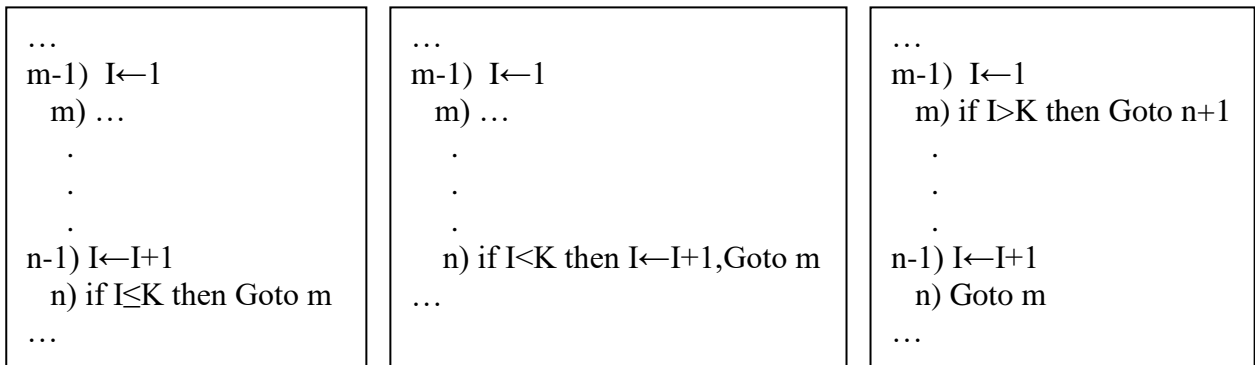 …
m-1) I←1
m) …
.
.
.
n-1) I←I+1
n) if I≤K then Goto m
…
…
m-1) I←1
m) …
.
.
.
n) if I<K then I←I+1,Goto m
…
…
m-1) I←1
m) if I>K then Goto n+1
.
.
.
n-1) I←I+1
n) Goto m
…